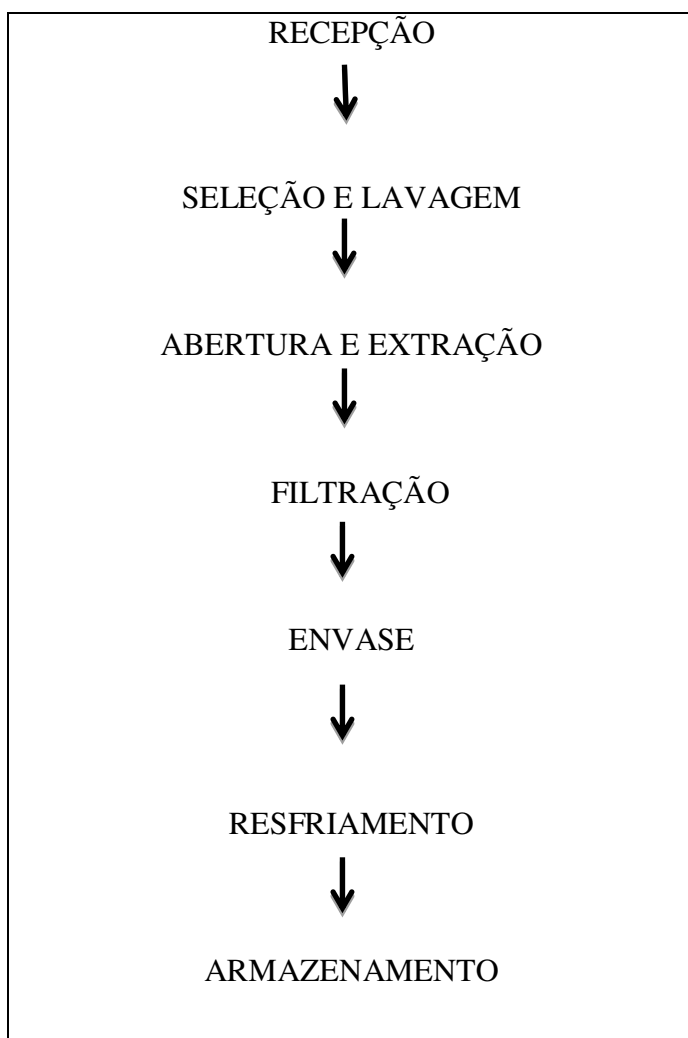 RECEPÇÃO
SELEÇÃO E LAVAGEM
ABERTURA E EXTRAÇÃO
FILTRAÇÃO
ENVASE
RESFRIAMENTO
ARMAZENAMENTO